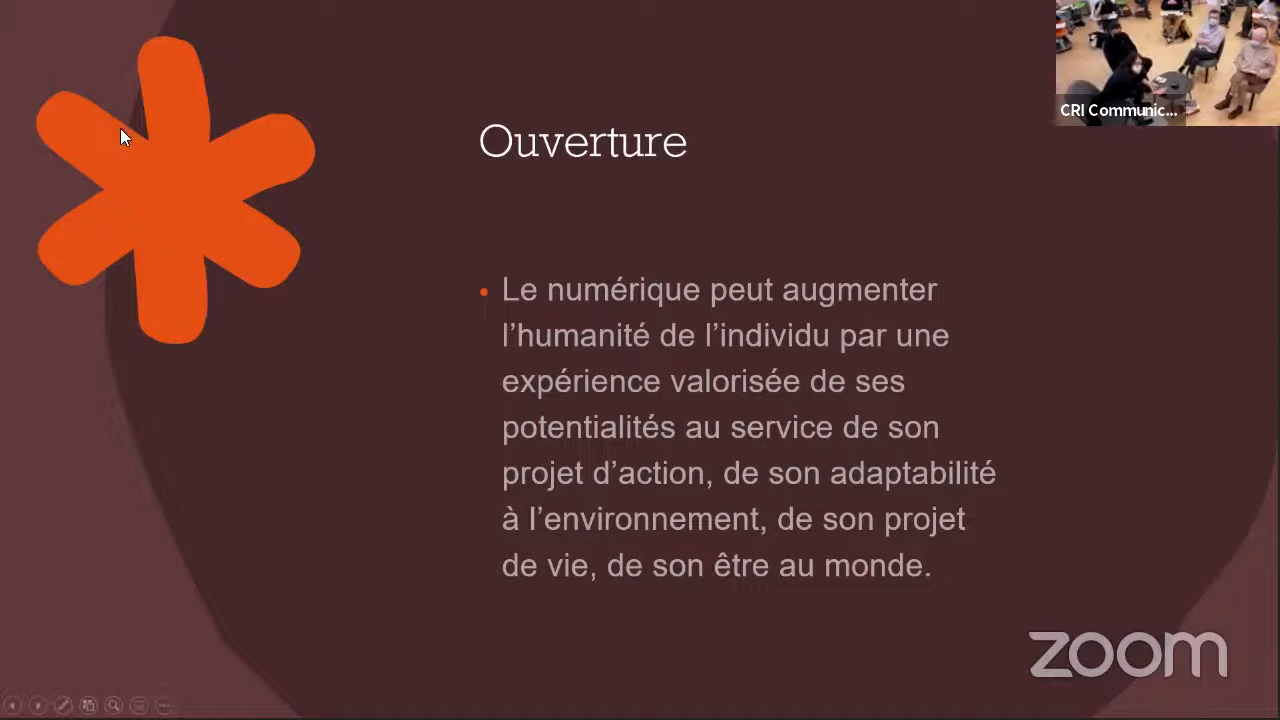 CRI Communic...
Ouverture
• Le numérique peut augmenter
l’humanité de l’individu par une
expérience valorisée de ses
potentialités au service de son
projet d’action, de son adaptabilité
à l’environnement, de son projet
de vie, de son être au monde.
zoom